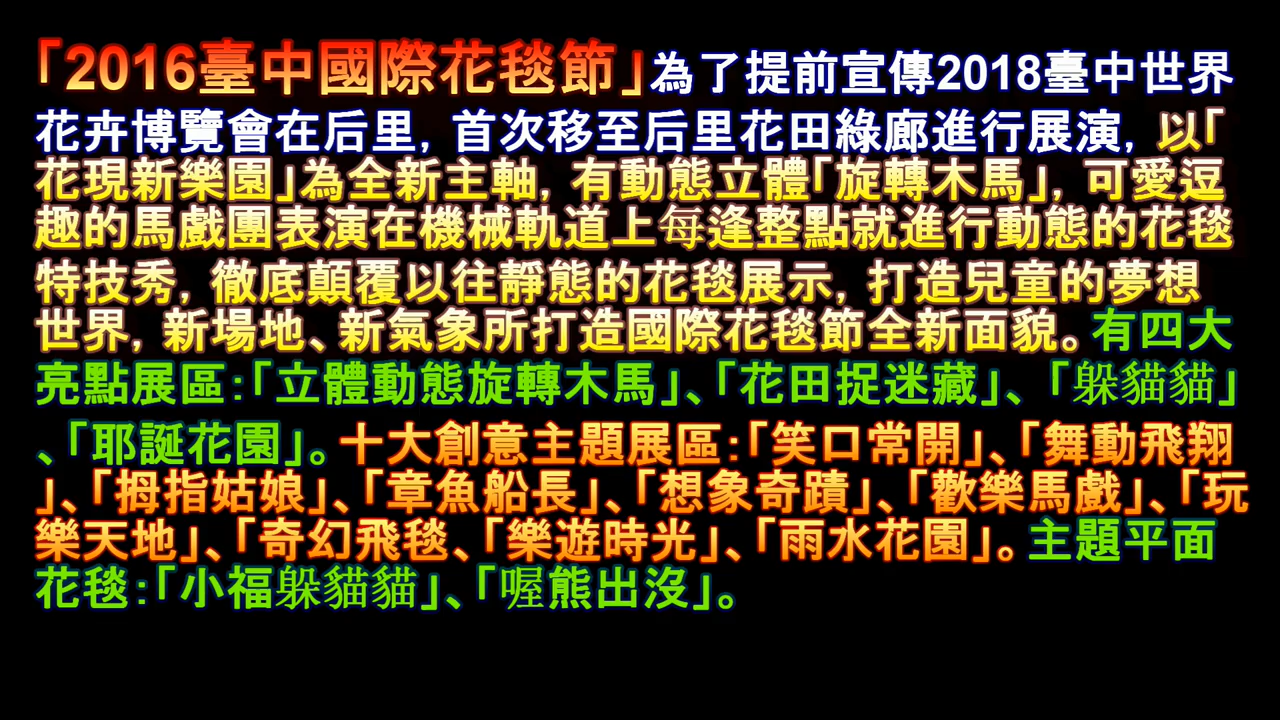 「2016臺中國際花毯節」為了提前宣傳2018臺中世界
花卉博覽會在后里，首次移至后里花田綠廊進行展演，以「
花現新樂園」為全新主軸，有動態立體「旋轉木馬」，可愛逗
趣的馬戲團表演在機械軌道上每逢整點就進行動態的花毯
特技秀，徹底顛覆以往靜態的花毯展示，打造兒童的夢想
世界，新場地、新氣象所打造國際花毯節全新面貌。有四大
亮點展區：「立體動態旋轉木馬」、「花田捉迷藏」、「躲貓貓」
、「耶誕花園」。十大創意主題展區：「笑口常開」、「舞動飛翔
」、「拇指姑娘」、「章魚船長」、「想象奇蹟」、「歡樂馬戲」、「玩
樂天地」、「奇幻飛毯、「樂遊時光」、「雨水花園」。主題平面
花毯：「小福躲貓貓」、「喔熊出沒」。